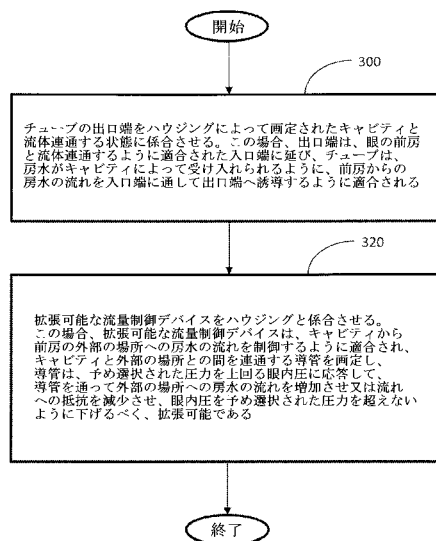 開始
300
チューブの出口端をハウジングによって画定されたキャビティと
流体連通する状態に係合させる。この場合、出口端は、眼の前房
と流体連通するように適合された入口端に延び、チューブは、
房水がキャビティによって受け入れられるように、前房からの
房水の流れを入口端に通して出口端へ誘導するように適合される
320
拡張可能な流量制御デバイスをハウジングと係合させる。
この場合、拡張可能な流量制御デバイスは、キャビティから
前房の外部の場所への房水の流れを制御するように適合され、
キャビティと外部の場所との間を連通する導管を画定し、
導管は、予め選択された圧力を上回る眼内圧に応答して、
導管を通って外部の場所への房水の流れを増加させ又は流れ
への抵抗を減少させ、眼内圧を予め選択された圧力を超えない
ように下げるべく、拡張可能である
終了